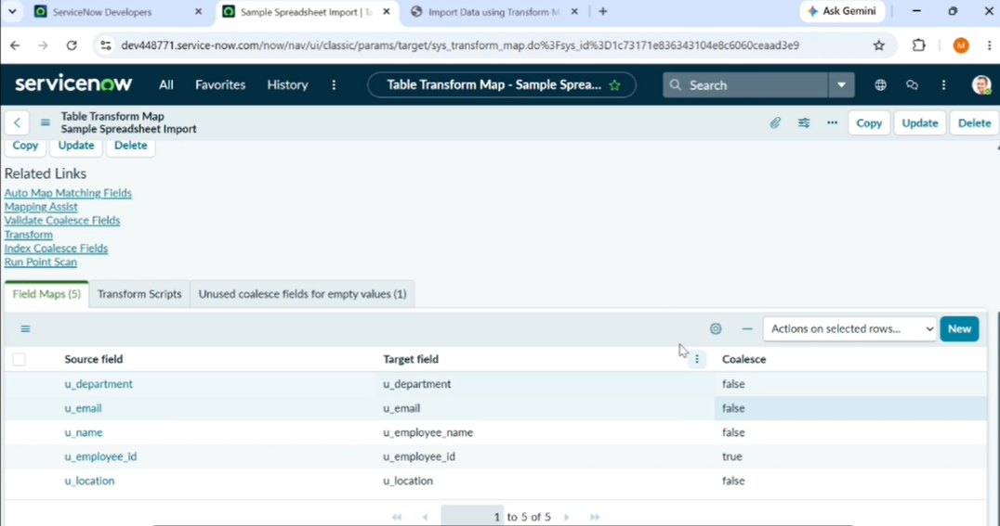 ServiceNow Developers
Sample Spreadsheet Import | Ta
Import Data using Transform M
Ask Gemini
dev448771.service-now.com/now/nav/ui/classic/params/target/sys_transform_map.do%3Fsys_id%3D1c73171e836343104e8c6060ceaad3e9
M
servicenow
All
Favorites
History
Table Transform Map - Sample Sprea...
Search
Table Transform Map
Sample Spreadsheet Import
Copy
Update
Delete
Copy
Update
Delete
Related Links
Auto Map Matching Fields
Mapping Assist
Validate Coalesce Fields
Transform
Index Coalesce Fields
Run Point Scan
Field Maps (5)
Transform Scripts
Unused coalesce fields for empty values (1)
Actions on selected rows...
New
Source field Target field Coalesce
u_department u_department false
u_email u_email false
u_name u_employee_name false
u_employee_id u_employee_id true
u_location u_location false
1 to 5 of 5